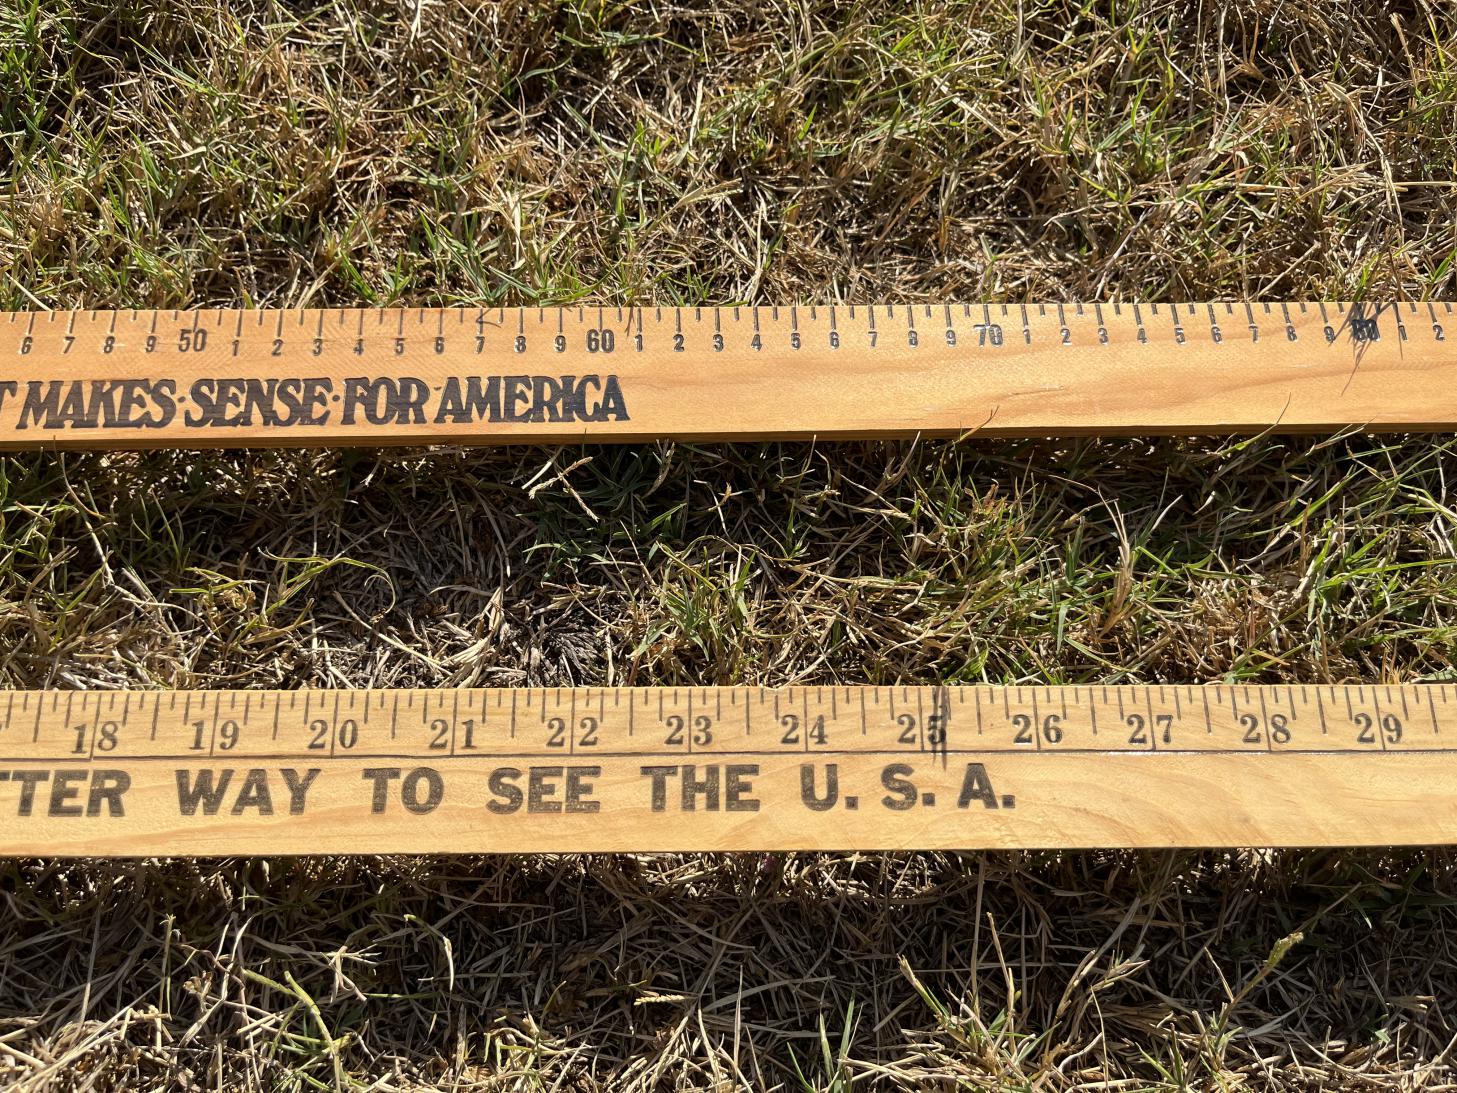 6 7 8 9 50 1 2 3 4 5 6 7 8 9 60 1 2 3 4 5 6 7 8 9 70 1 2 3 4 5 6 7 8 9 80 1 2
T MAKES·SENSE·FOR·AMERICA
18 19 20 21 22 23 24 25 26 27 28 29
TTER WAY TO SEE THE U. S. A.